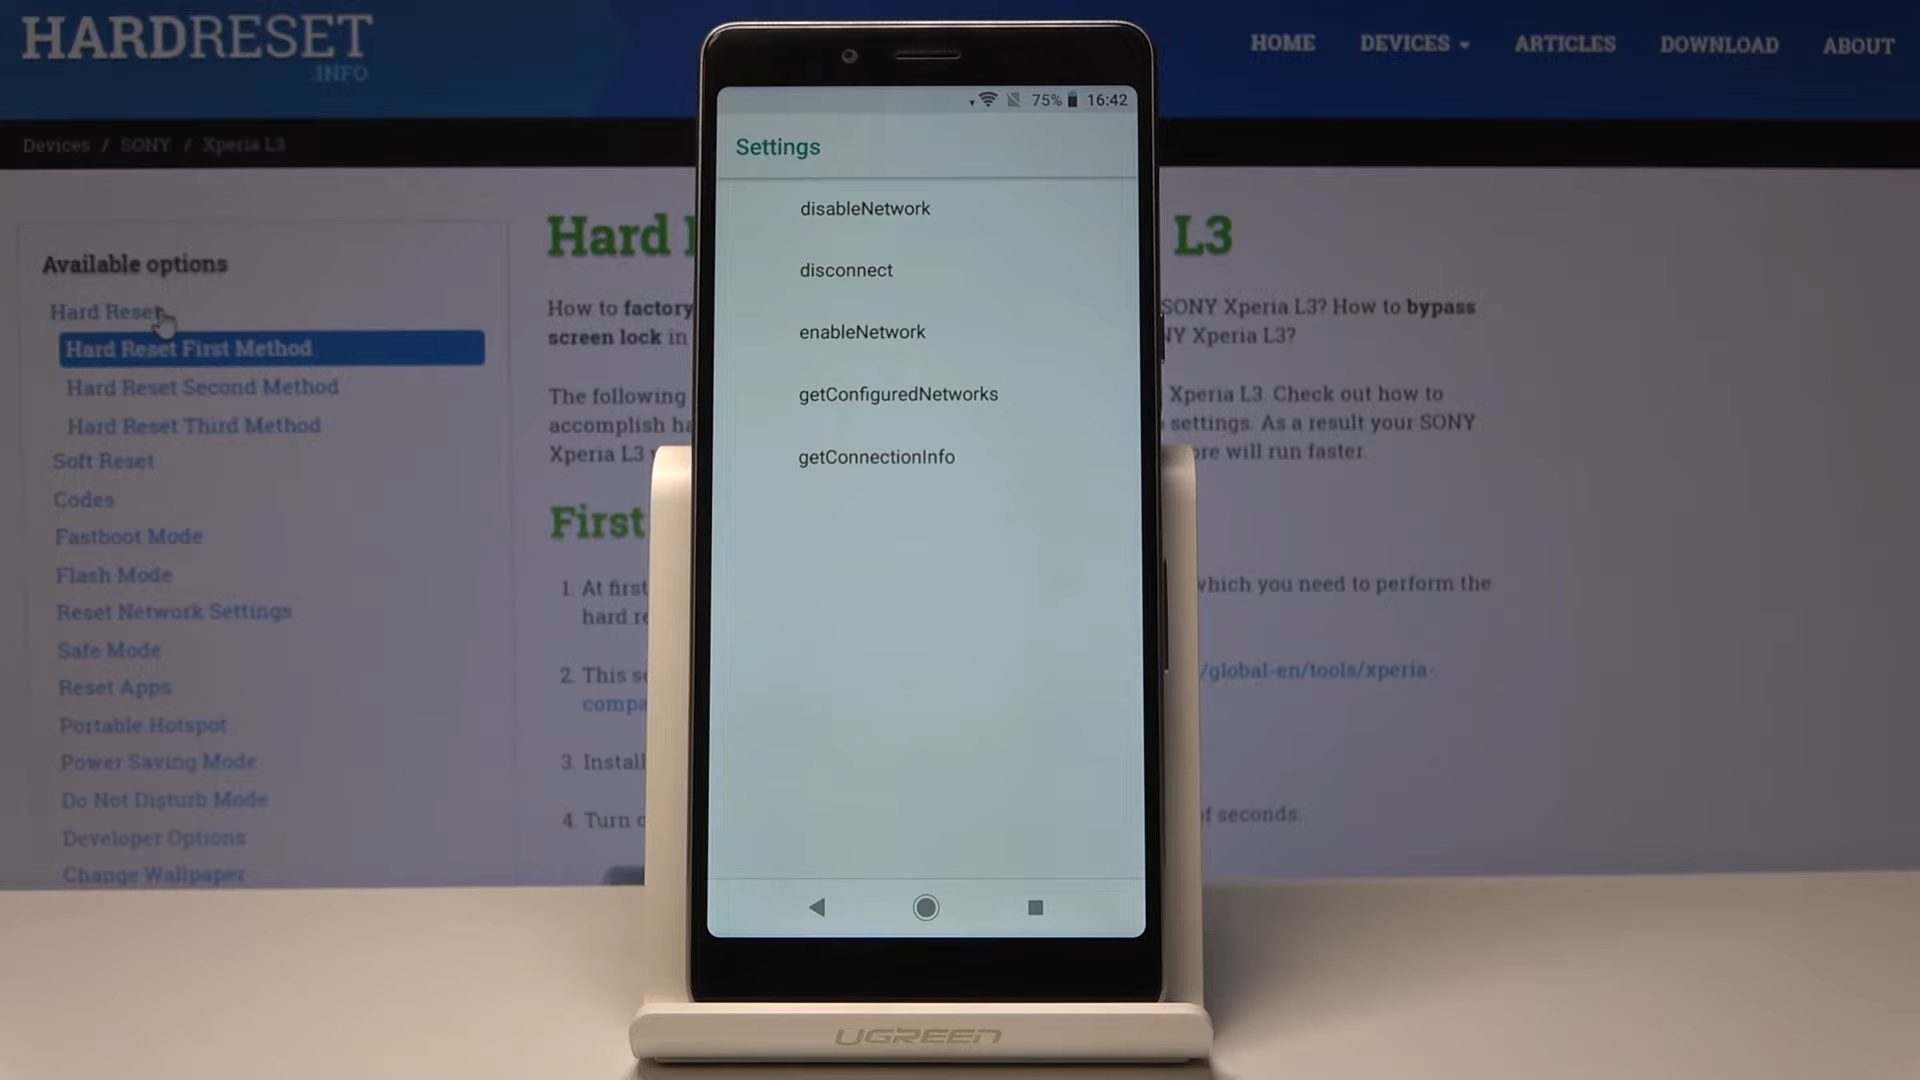 HARDRESET
.INFO
HOME
DEVICES
ARTICLES
DOWNLOAD
ABOUT
Devices / SONY / Xperia L3
Available options
Hard Reset
Hard Reset First Method
Hard Reset Second Method
Hard Reset Third Method
Soft Reset
Codes
Fastboot Mode
Flash Mode
Reset Network Settings
Safe Mode
Reset Apps
Portable Hotspot
Power Saving Mode
Do Not Disturb Mode
Developer Options
Change Wallpaper
Hard
L3
How to factory
SONY Xperia L3? How to bypass
screen lock in
Xperia L3?
The following
Xperia L3. Check out how to
accomplish
settings. As a result your SONY
Xperia L3
will run faster.
First
1. At first
which you need to perform the
hard
2. This
/global-en/tools/xperia-
3. Install
4. Turn
of seconds.
75% 16:42
Settings
disableNetwork
disconnect
enableNetwork
getConfiguredNetworks
getConnectionInfo
UGREEN